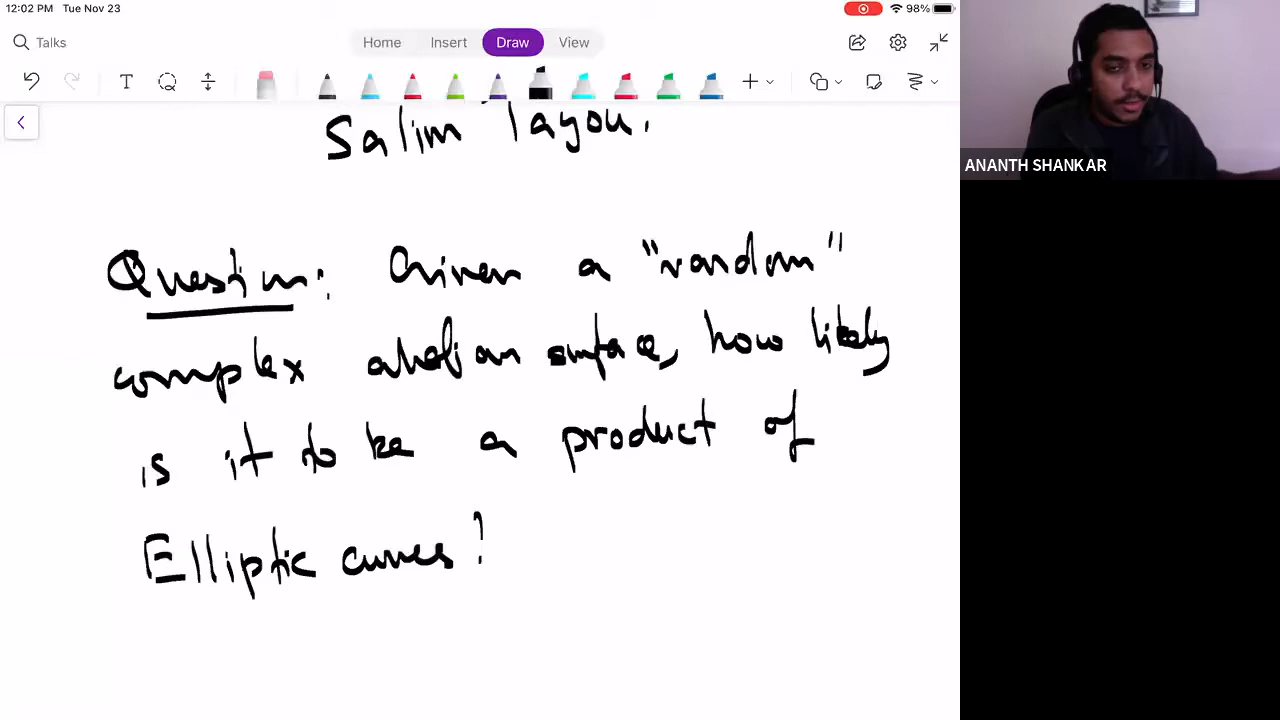 12:02 PM Tue Nov 23
98%
Talks
Home Insert Draw View
T
Salim Tayou.
Question: Given a "random"
complex abelian surface, how likely
is it to be a product of
Elliptic curves?
ANANTH SHANKAR